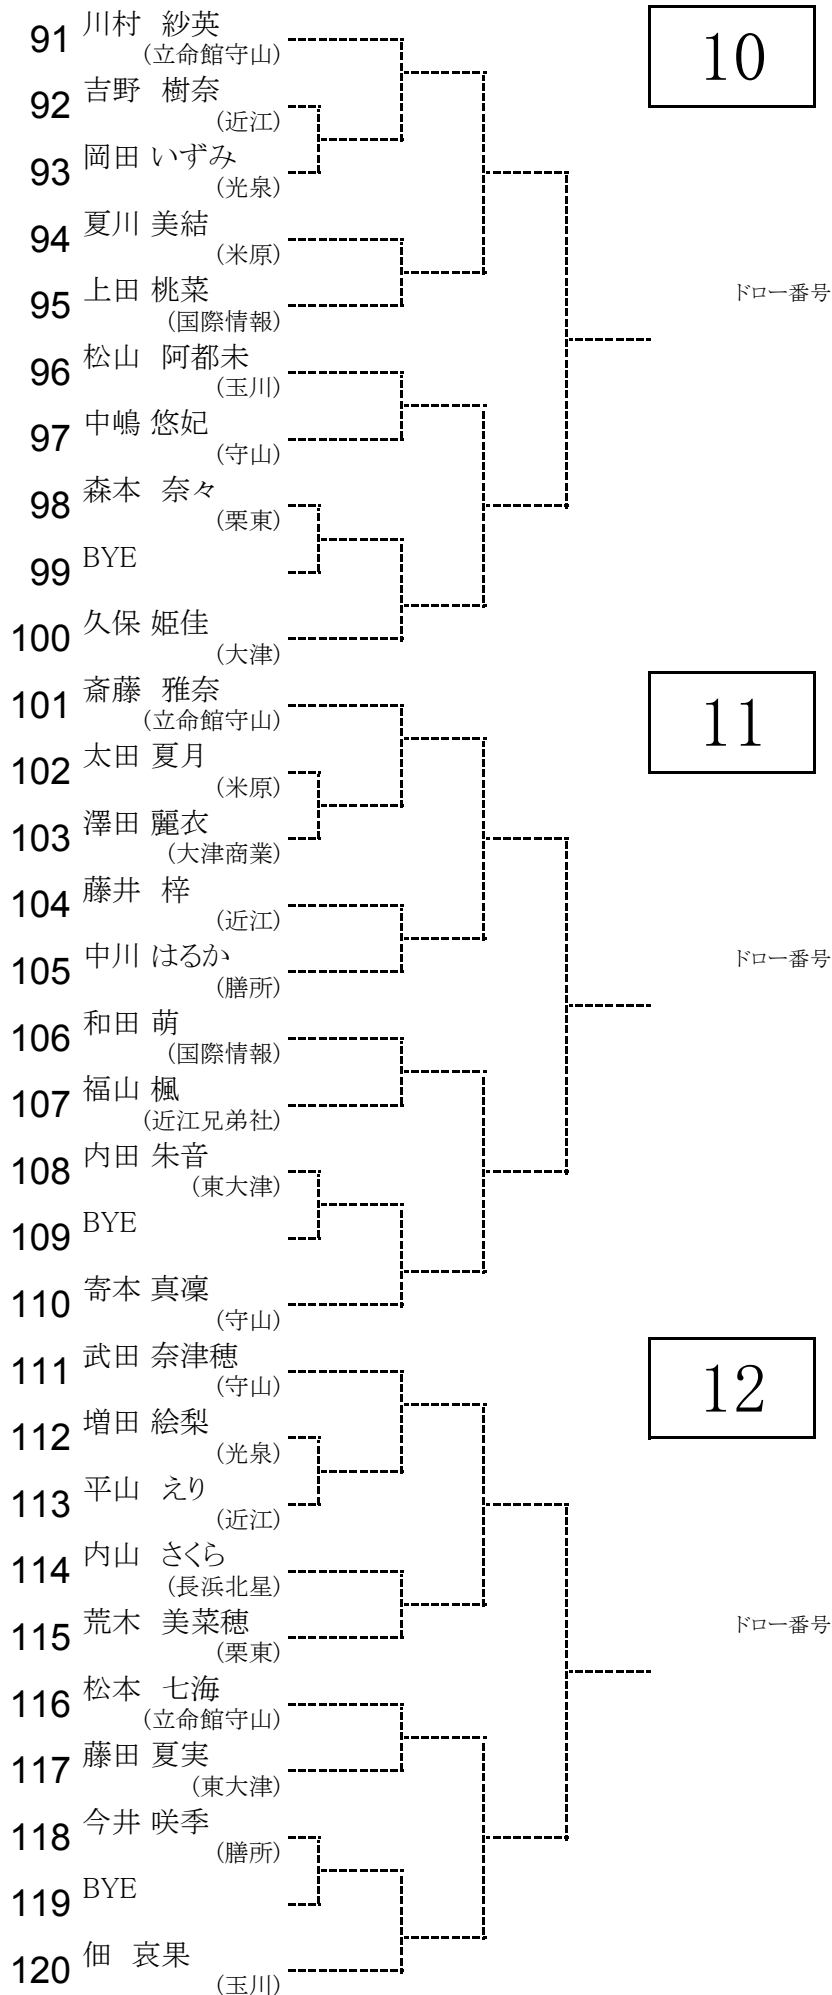 91 川村 紗英
(立命館守山)
10
92 吉野 樹奈
(近江)
93 岡田 いずみ
(光泉)
94 夏川 美結
(米原)
95 上田 桃菜
(国際情報)
ドロー番号
96 松山 阿都未
(玉川)
97 中嶋 悠妃
(守山)
98 森本 奈々
(栗東)
99 BYE
100 久保 姫佳
(大津)
101 斎藤 雅奈
(立命館守山)
11
102 太田 夏月
(米原)
103 澤田 麗衣
(大津商業)
104 藤井 梓
(近江)
105 中川 はるか
(膳所)
ドロー番号
106 和田 萌
(国際情報)
107 福山 楓
(近江兄弟社)
108 内田 朱音
(東大津)
109 BYE
110 寄本 真凜
(守山)
111 武田 奈津穂
(守山)
12
112 増田 絵梨
(光泉)
113 平山 えり
(近江)
114 内山 さくら
(長浜北星)
115 荒木 美菜穂
(栗東)
ドロー番号
116 松本 七海
(立命館守山)
117 藤田 夏実
(東大津)
118 今井 咲季
(膳所)
119 BYE
120 佃 哀果
(玉川)